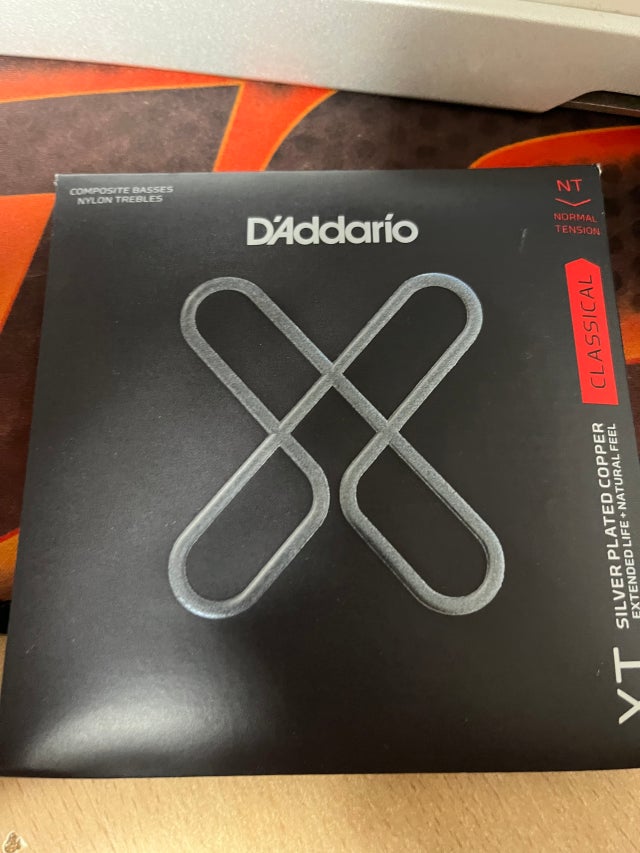 COMPOSITE BASSES
NYLON TREBLES
D'Addario
NT
NORMAL
TENSION
CLASSICAL
SILVER PLATED COPPER
EXTENDED LIFE + NATURAL FEEL
XT